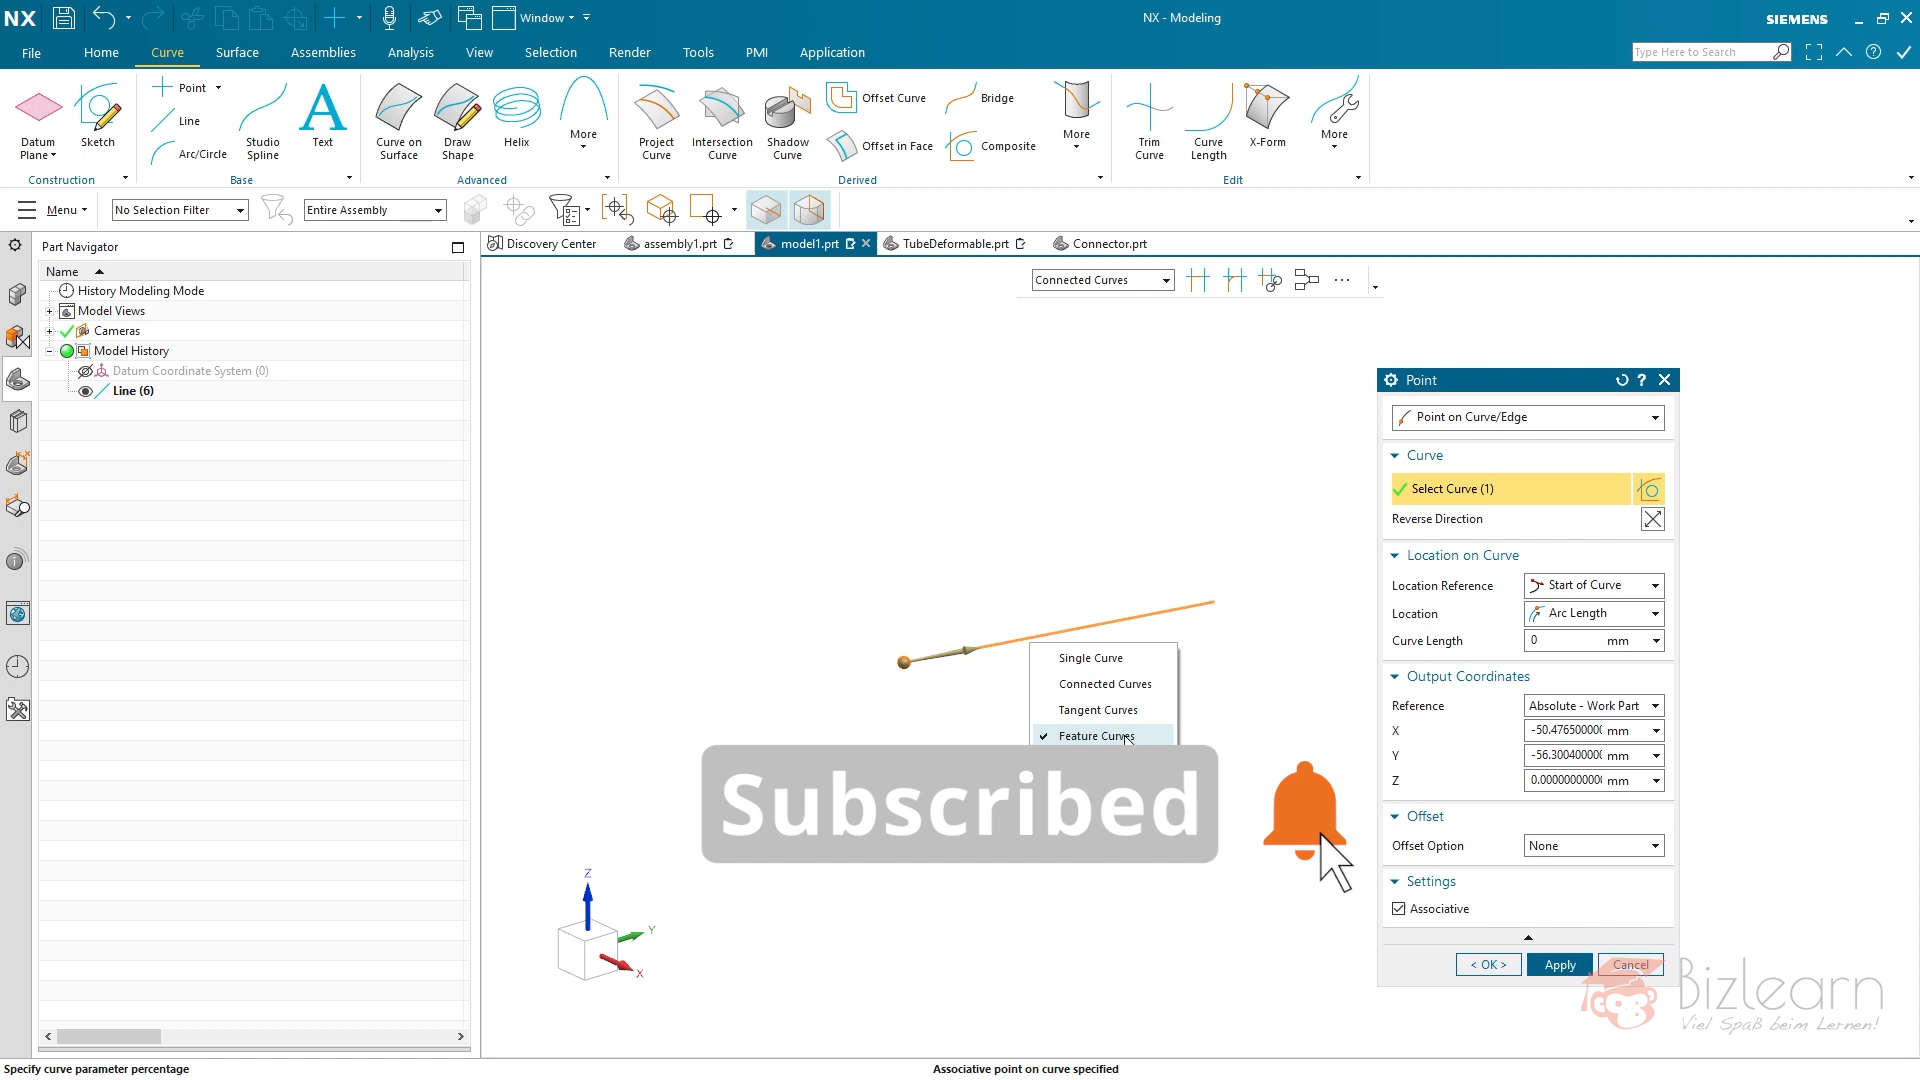 NX
Window
NX - Modeling
SIEMENS
File
Home
Curve
Surface
Assemblies
Analysis
View
Selection
Render
Tools
PMI
Application
Type Here to Search
Datum Plane
Sketch
Point
Line
Arc/Circle
Studio Spline
Text
Curve on Surface
Draw Shape
Helix
More
Project Curve
Intersection Curve
Shadow Curve
Offset Curve
Offset in Face
Bridge
Composite
More
Trim Curve
Curve Length
X-Form
More
Construction
Base
Advanced
Derived
Edit
Menu
No Selection Filter
Entire Assembly
Part Navigator
Discovery Center
assembly1.prt
model1.prt
TubeDeformable.prt
Connector.prt
Name
History Modeling Mode
Model Views
Cameras
Model History
Datum Coordinate System (0)
Line (6)
Connected Curves
Single Curve
Connected Curves
Tangent Curves
Feature Curves
Subscribed
Z
Y
X
Point
Point on Curve/Edge
Curve
Select Curve (1)
Reverse Direction
Location on Curve
Location Reference
Start of Curve
Location
Arc Length
Curve Length
0 mm
Output Coordinates
Reference
Absolute - Work Part
X
-50.47650000 mm
Y
-56.30040000 mm
Z
0.0000000000 mm
Offset
Offset Option
None
Settings
Associative
< OK >
Apply
Cancel
Bizlearn
Viel Spaß beim Lernen!
Specify curve parameter percentage
Associative point on curve specified